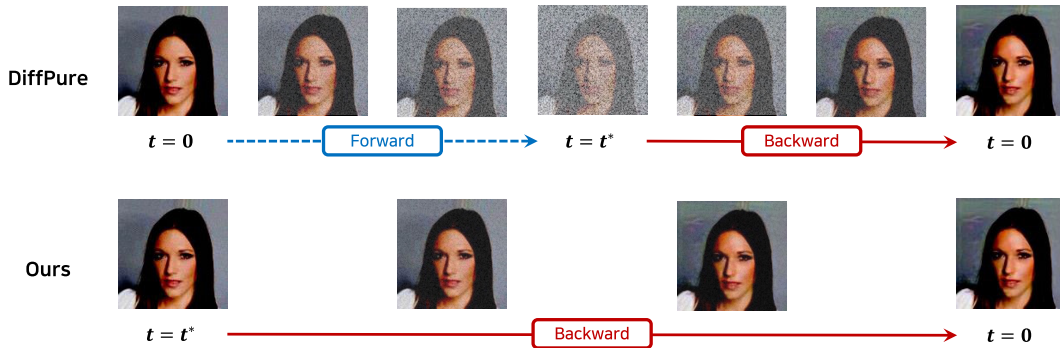 DiffPure
t = 0
Forward
t = t*
Backward
t = 0
Ours
t = t*
Backward
t = 0